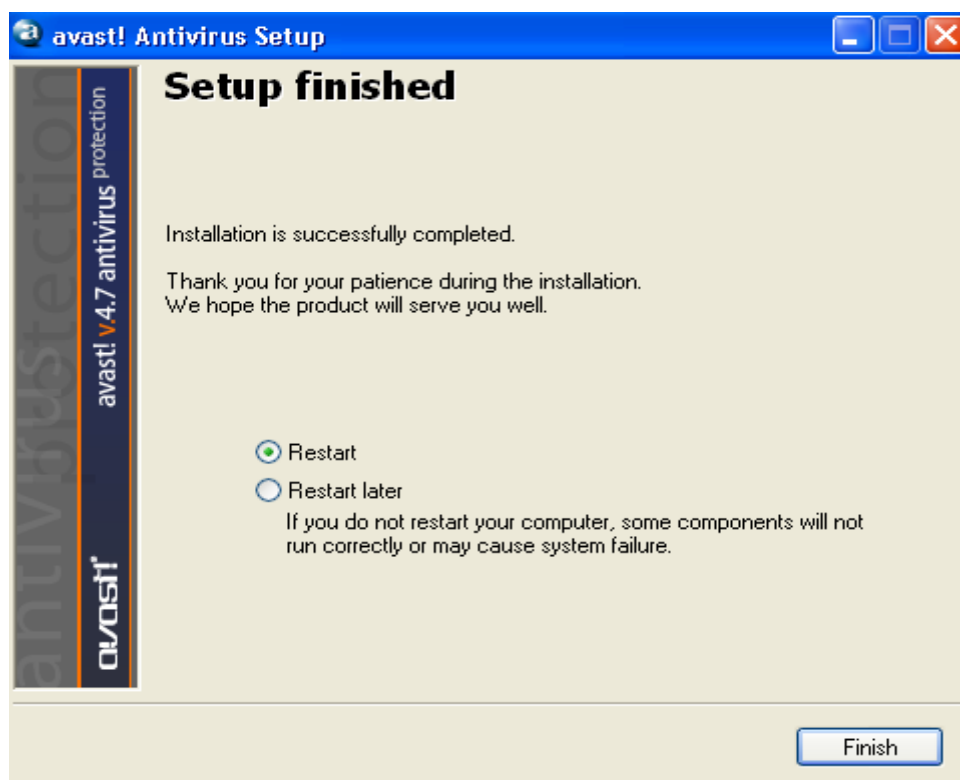 avast! Antivirus Setup
Setup finished
antivirus protection
avast! v.4.7 antivirus protection
avast!
Installation is successfully completed.
Thank you for your patience during the installation.
We hope the product will serve you well.
Restart
Restart later
If you do not restart your computer, some components will not
run correctly or may cause system failure.
Finish